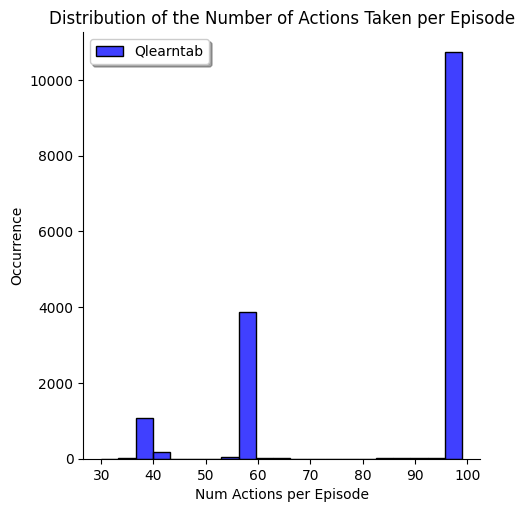 Distribution of the Number of Actions Taken per Episode
Qlearntab
10000
8000
6000
4000
2000
0
30 40 50 60 70 80 90 100
Occurrence
Num Actions per Episode